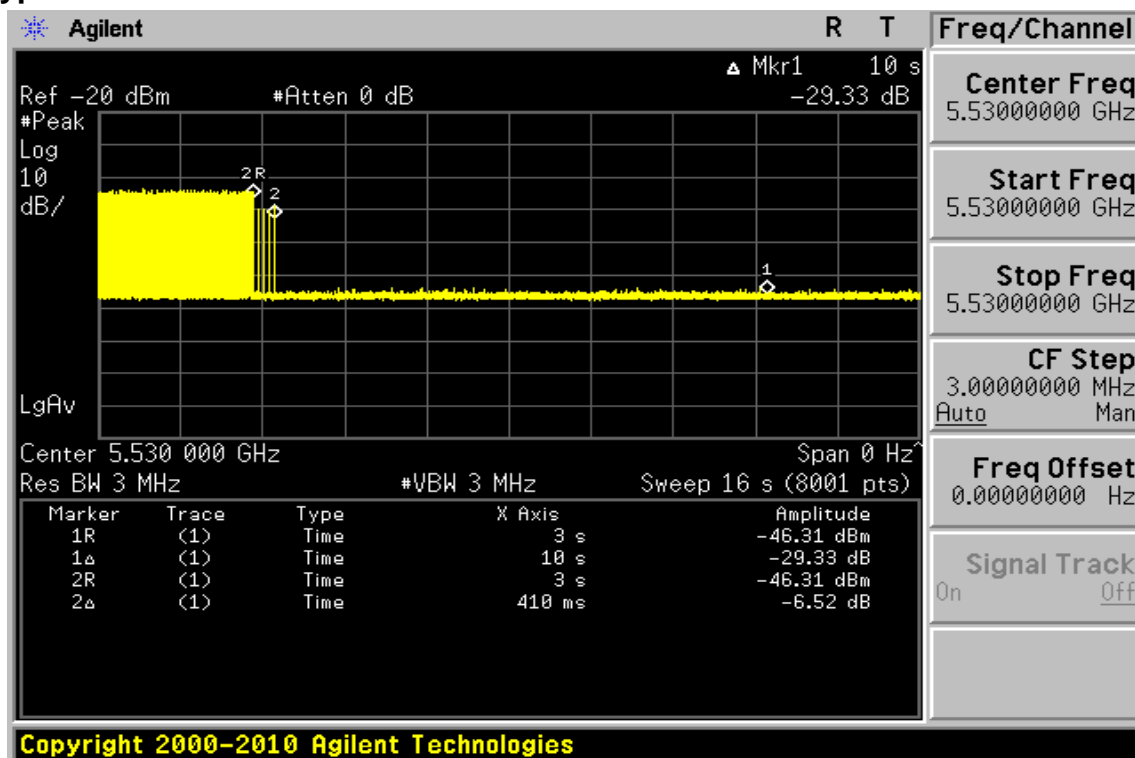 Agilent R T
Freq/Channel
▵ Mkr1 10 s
Ref −20 dBm #Atten 0 dB −29.33 dB
#Peak
Log
10
dB/
2R
2
1
LgAv
Center 5.530 000 GHz Span 0 Hz^
Res BW 3 MHz #VBW 3 MHz Sweep 16 s (8001 pts)
Marker Trace Type X Axis Amplitude
1R (1) Time 3 s −46.31 dBm
1▵ (1) Time 10 s −29.33 dB
2R (1) Time 3 s −46.31 dBm
2▵ (1) Time 410 ms −6.52 dB
Center Freq
5.53000000 GHz
Start Freq
5.53000000 GHz
Stop Freq
5.53000000 GHz
CF Step
3.00000000 MHz
Auto Man
Freq Offset
0.00000000 Hz
Signal Track
On Off
Copyright 2000–2010 Agilent Technologies